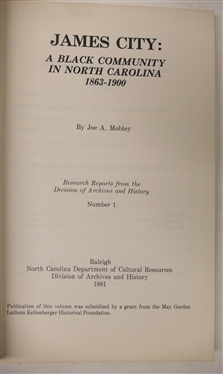 JAMES CITY:
A BLACK COMMUNITY
IN NORTH CAROLINA
1863-1900
By Joe A. Mobley
Research Reports from the
Division of Archives and History
Number 1
Raleigh
North Carolina Department of Cultural Resources
Division of Archives and History
1981
Publication of this volume was subsidized by a grant from the May Gordon
Latham Kellenberger Historical Foundation.